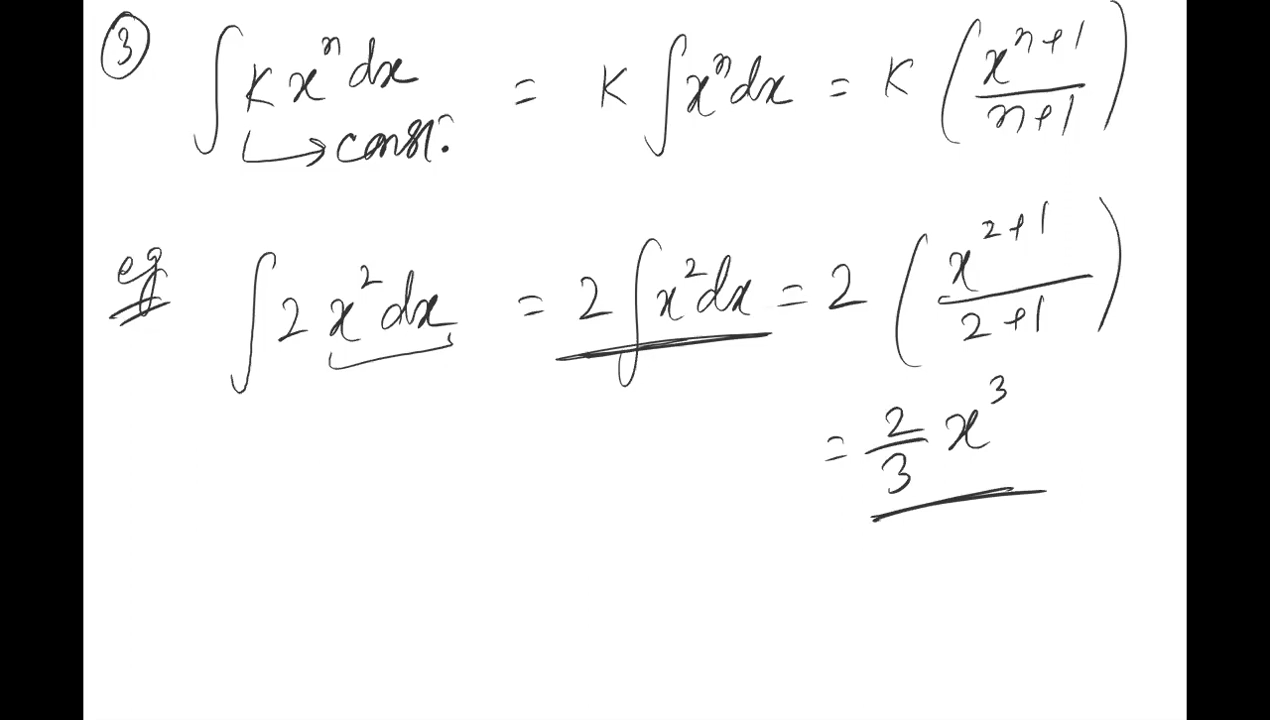 ③ ∫ K xⁿ dx = K ∫ xⁿ dx = K ( xⁿ⁺¹ / n+1 )
↳ const.
eg ∫ 2 x² dx = 2 ∫ x² dx = 2 ( x²⁺¹ / 2+1 )
= 2/3 x³